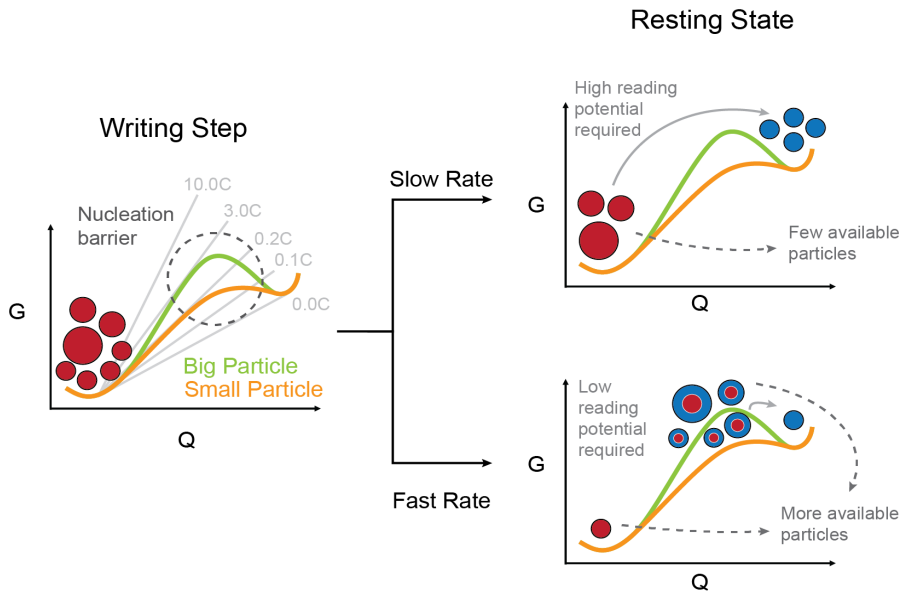 Resting State
High reading
potential
required
Writing Step
Slow Rate
10.0C
Nucleation
barrier
3.0C
G
Few available
particles
0.2C
0.1C
0.0C
Q
G
Big Particle
Small Particle
Low
reading
potential
required
Q
G
Fast Rate
More available
particles
Q